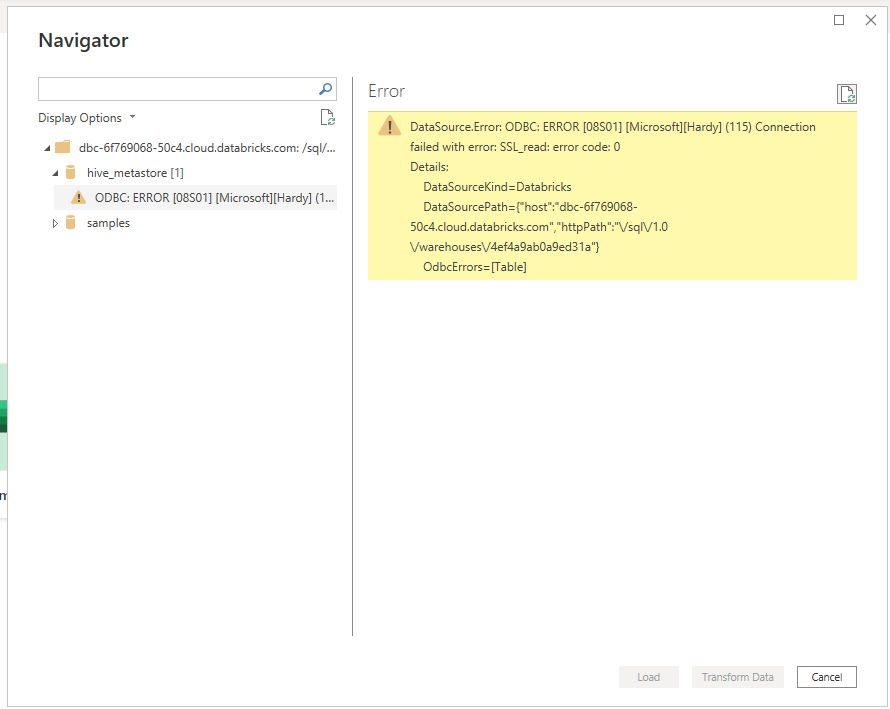 Navigator
Display Options
dbc-6f769068-50c4.cloud.databricks.com: /sql/...
hive_metastore [1]
ODBC: ERROR [08S01] [Microsoft][Hardy] (1...
samples
Error
DataSource.Error: ODBC: ERROR [08S01] [Microsoft][Hardy] (115) Connection
failed with error: SSL_read: error code: 0
Details:
DataSourceKind=Databricks
DataSourcePath={"host":"dbc-6f769068-
50c4.cloud.databricks.com","httpPath":"\/sql\/1.0
\/warehouses\/4ef4a9ab0a9ed31a"}
OdbcErrors=[Table]
Load
Transform Data
Cancel